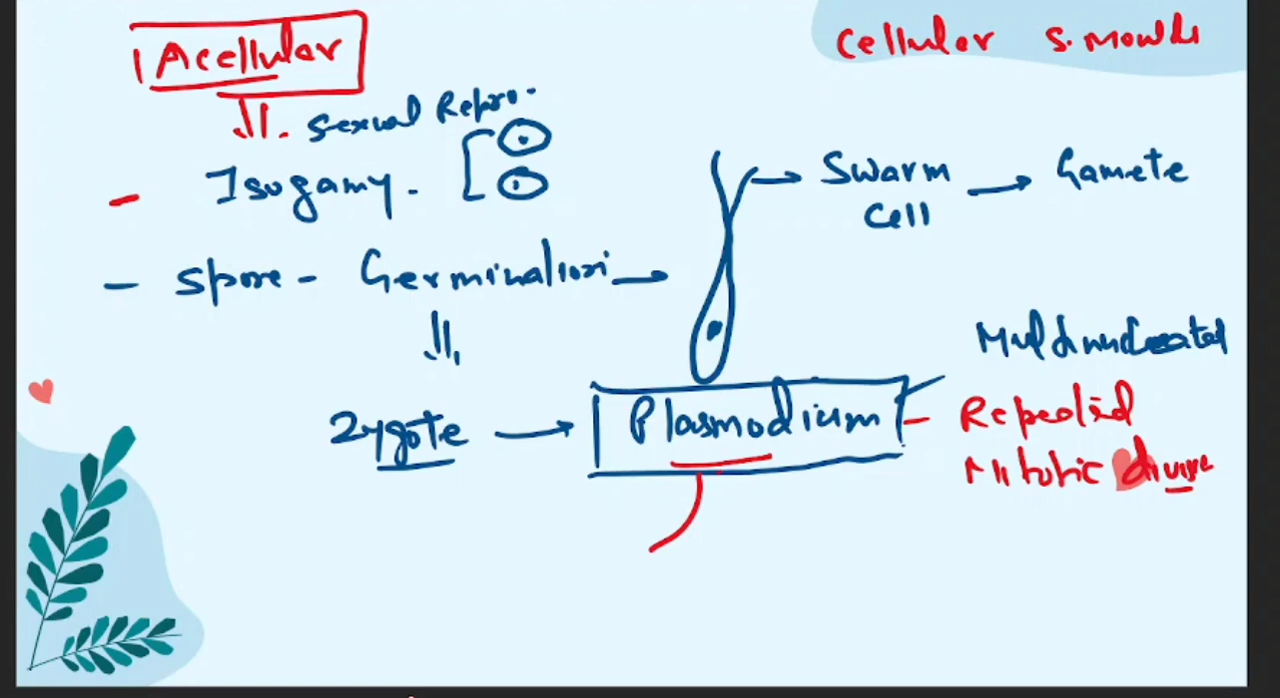 Acellular
Cellular S. Moulds
Sexual Repro.
- Isogamy.
Swarm Cell → Gamete
- Spore - Germination →
Multinucleated
Zygote → Plasmodium - Repeated
Mitotic